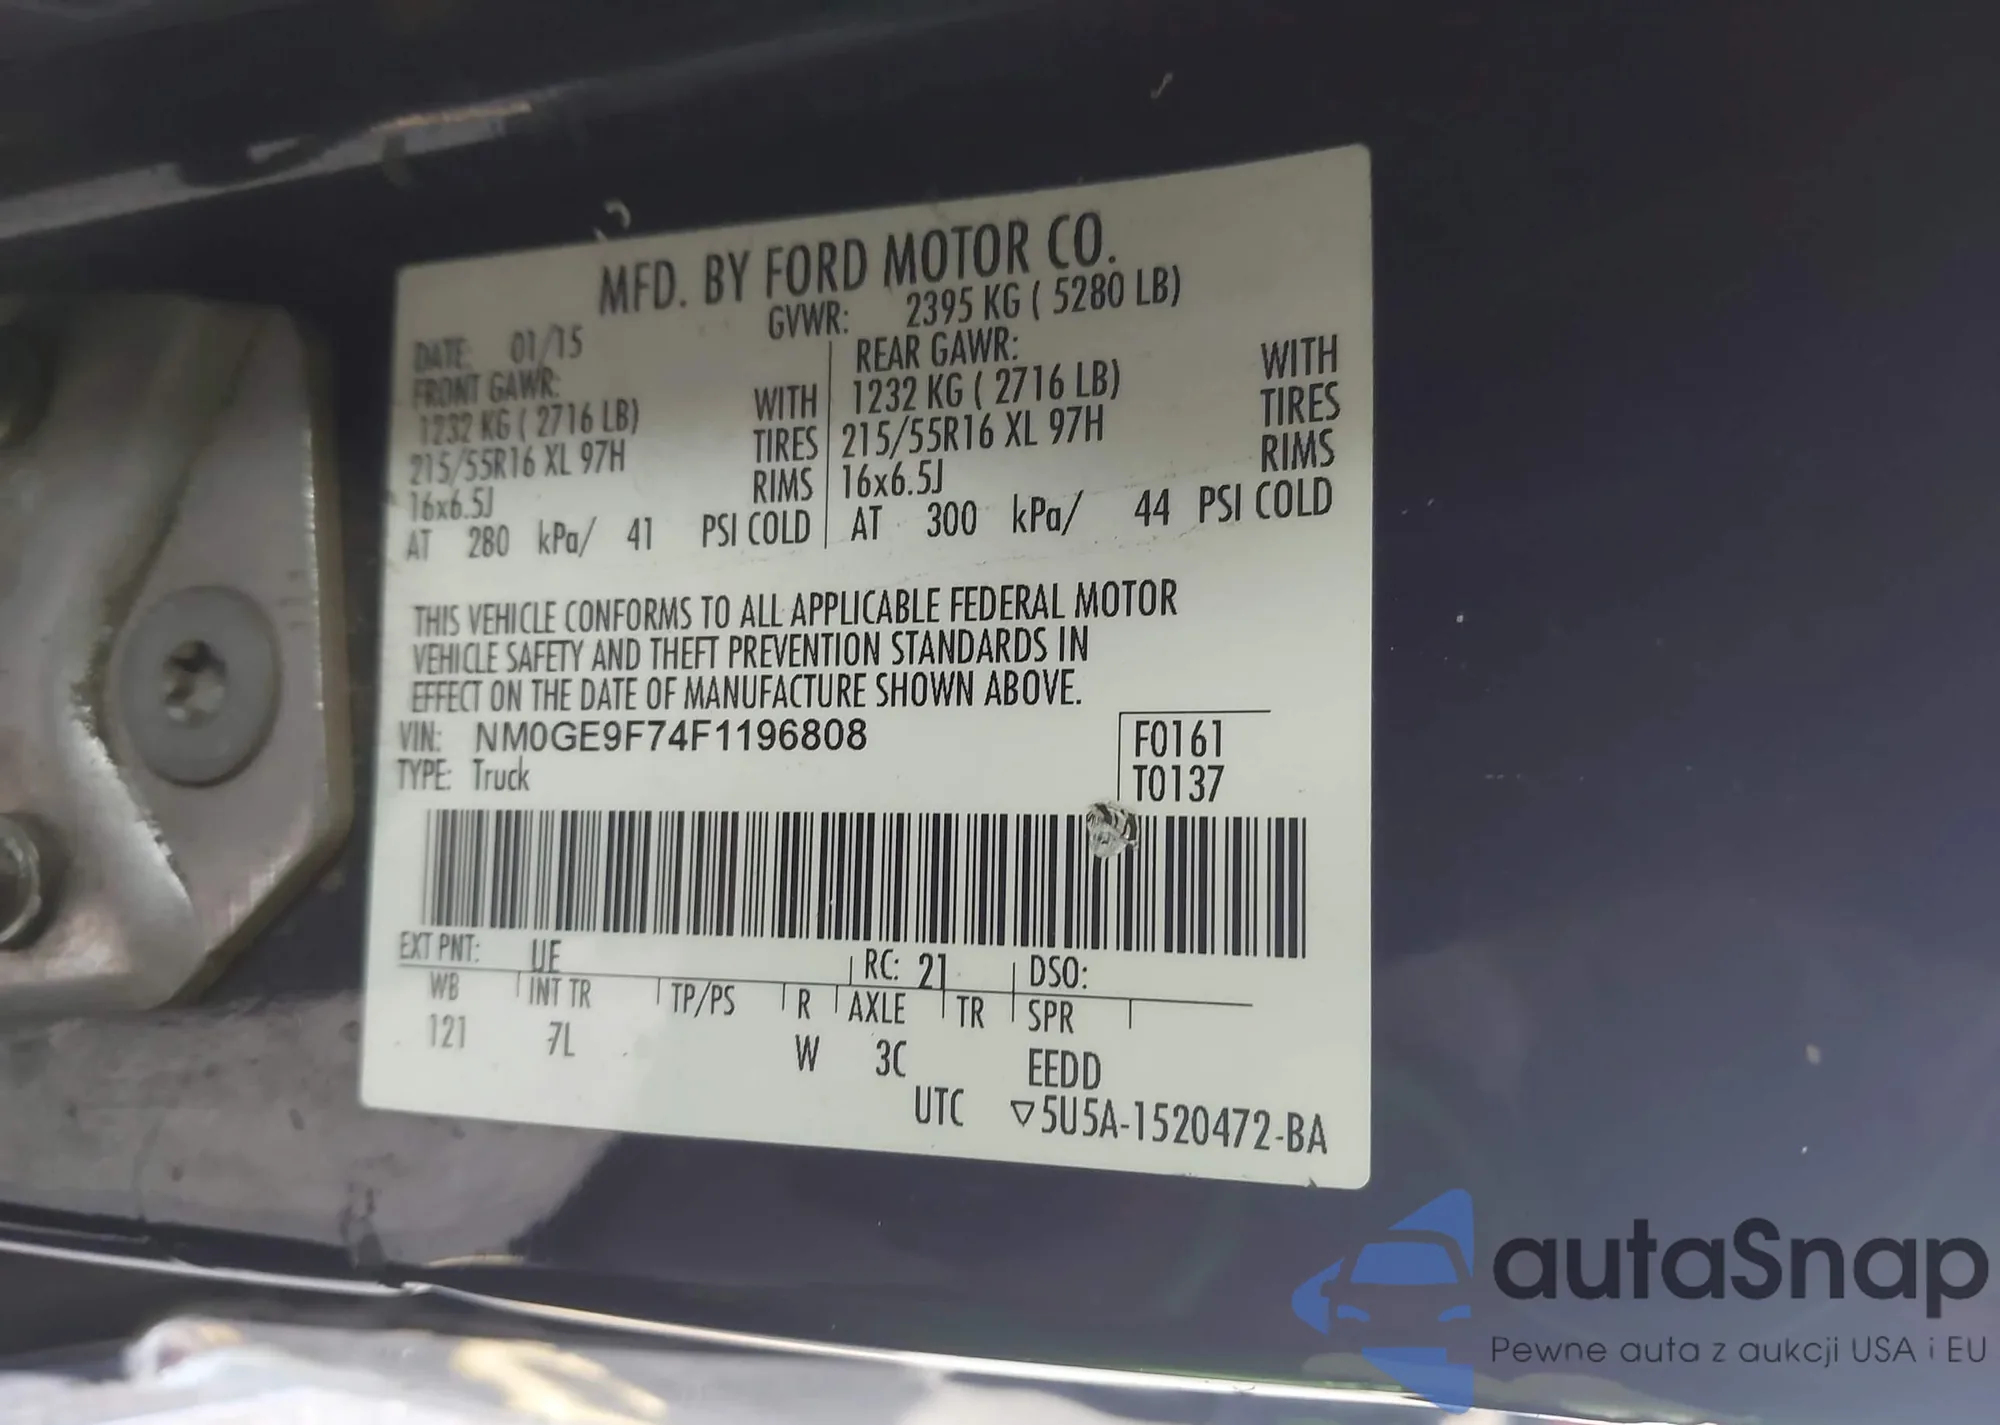 MFD. BY FORD MOTOR CO.
DATE: 01/15 GVWR: 2395 KG ( 5280 LB)
FRONT GAWR: REAR GAWR:
1232 KG ( 2716 LB) WITH 1232 KG ( 2716 LB) WITH
215/55R16 XL 97H TIRES 215/55R16 XL 97H TIRES
16x6.5J RIMS 16x6.5J RIMS
AT 280 kPa/ 41 PSI COLD AT 300 kPa/ 44 PSI COLD
THIS VEHICLE CONFORMS TO ALL APPLICABLE FEDERAL MOTOR
VEHICLE SAFETY AND THEFT PREVENTION STANDARDS IN
EFFECT ON THE DATE OF MANUFACTURE SHOWN ABOVE.
VIN: NM0GE9F74F1196808 F0161
TYPE: Truck T0137
EXT PNT: UE RC: 21 DSO:
WB INT TR TP/PS R AXLE TR SPR
121 7L W 3C EEDD
UTC ▽5U5A-1520472-BA
autaSnap
Pewne auta z aukcji USA i EU